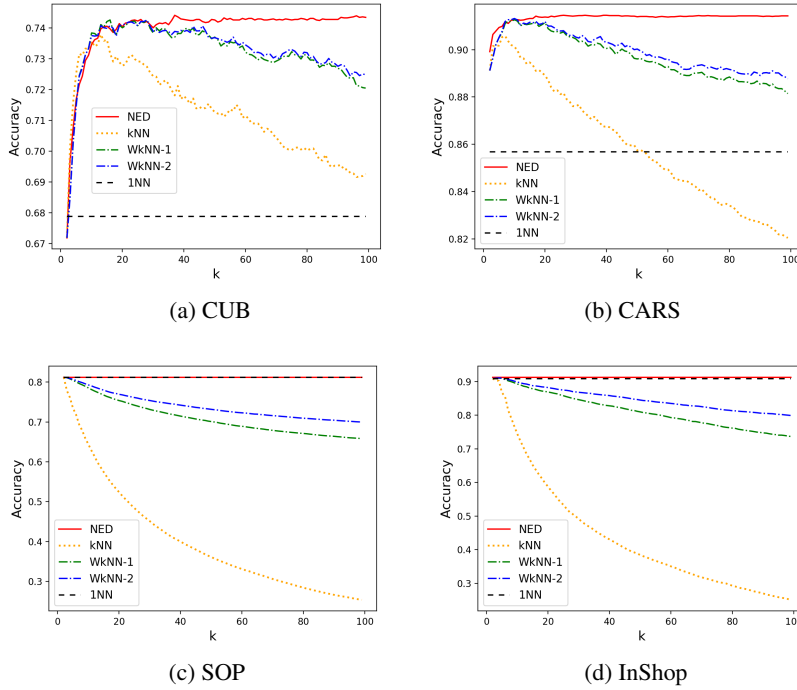 0.74
0.73
0.72
0.71
0.70
0.69
0.68
0.67
Accuracy
NED
kNN
WkNN-1
WkNN-2
1NN
0 20 40 60 80 100
k
(a) CUB
0.90
0.88
0.86
0.84
0.82
Accuracy
NED
kNN
WkNN-1
WkNN-2
1NN
0 20 40 60 80 100
k
(b) CARS
0.8
0.7
0.6
0.5
0.4
0.3
Accuracy
NED
kNN
WkNN-1
WkNN-2
1NN
0 20 40 60 80 100
k
(c) SOP
0.9
0.8
0.7
0.6
0.5
0.4
0.3
Accuracy
NED
kNN
WkNN-1
WkNN-2
1NN
0 20 40 60 80 100
k
(d) InShop